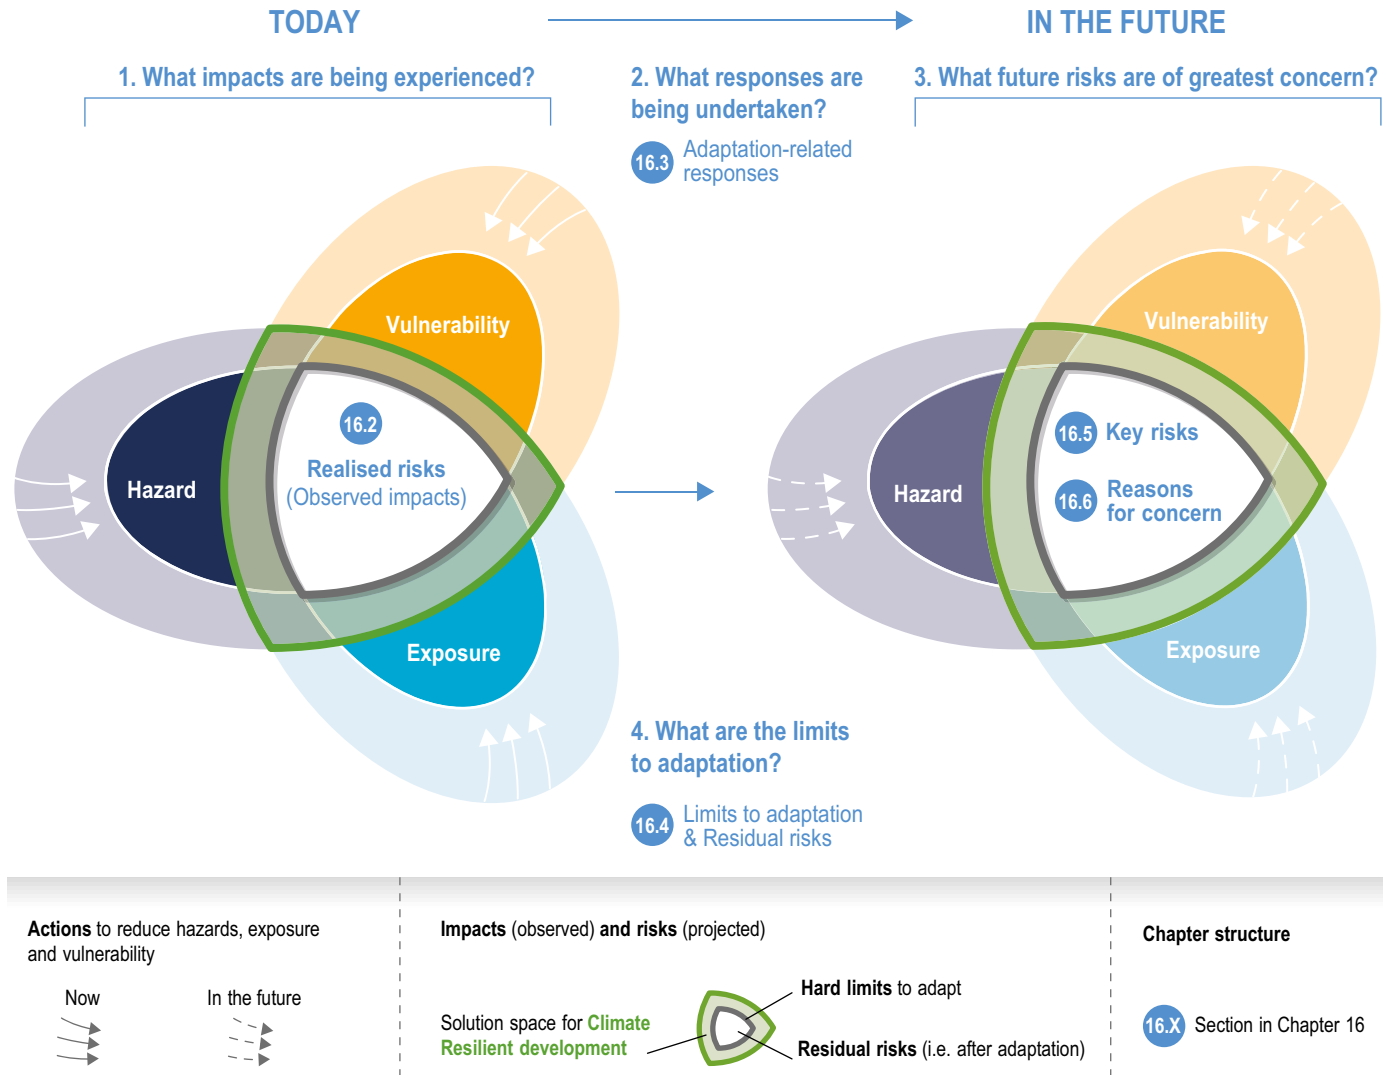 TODAY
IN THE FUTURE
1. What impacts are being experienced?
2. What responses are
being undertaken?
16.3 Adaptation-related
responses
3. What future risks are of greatest concern?
Vulnerability
Hazard
16.2
Realised risks
(Observed impacts)
Exposure
Vulnerability
Hazard
16.5 Key risks
16.6 Reasons
for concern
Exposure
4. What are the limits
to adaptation?
16.4 Limits to adaptation
& Residual risks
Actions to reduce hazards, exposure
and vulnerability
Now
In the future
Impacts (observed) and risks (projected)
Solution space for Climate
Resilient development
Hard limits to adapt
Residual risks (i.e. after adaptation)
Chapter structure
16.X Section in Chapter 16